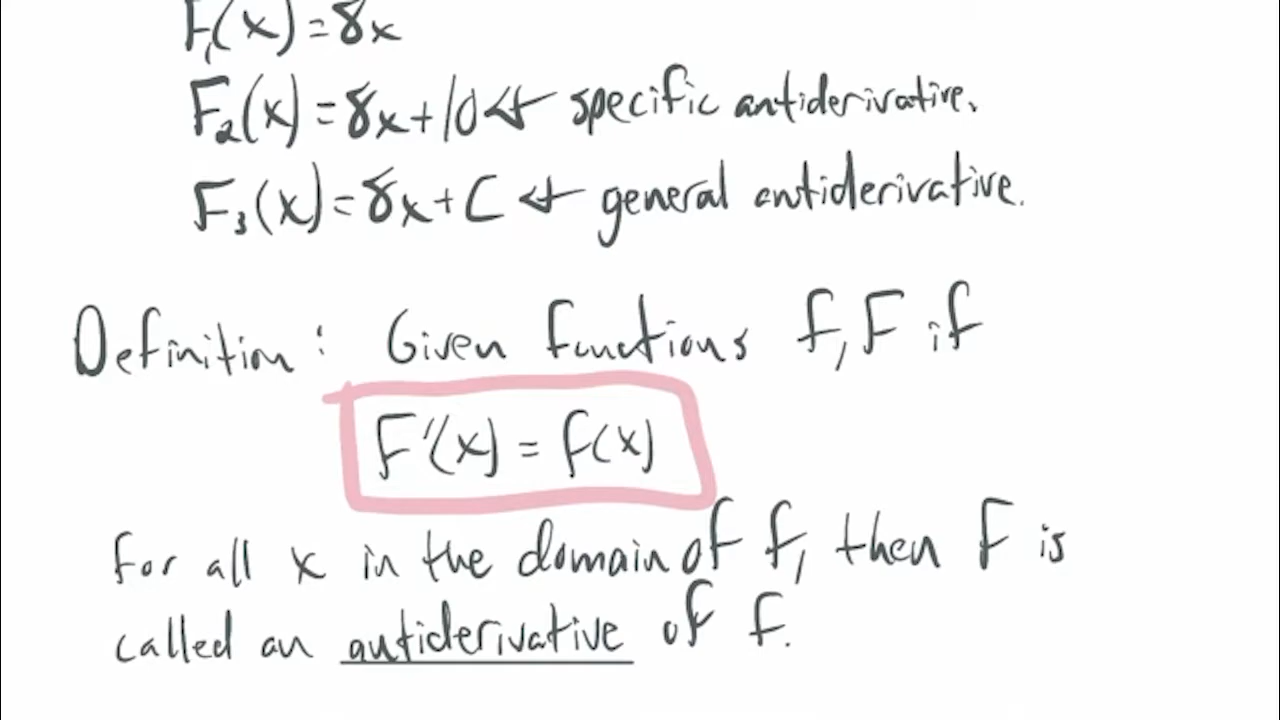 F₁(x) = 8x
F₂(x) = 8x + 10 ← specific antiderivative.
F₃(x) = 8x + C ← general antiderivative.
Definition: Given functions f, F if
F'(x) = f(x)
for all x in the domain of f, then F is
called an antiderivative of f.